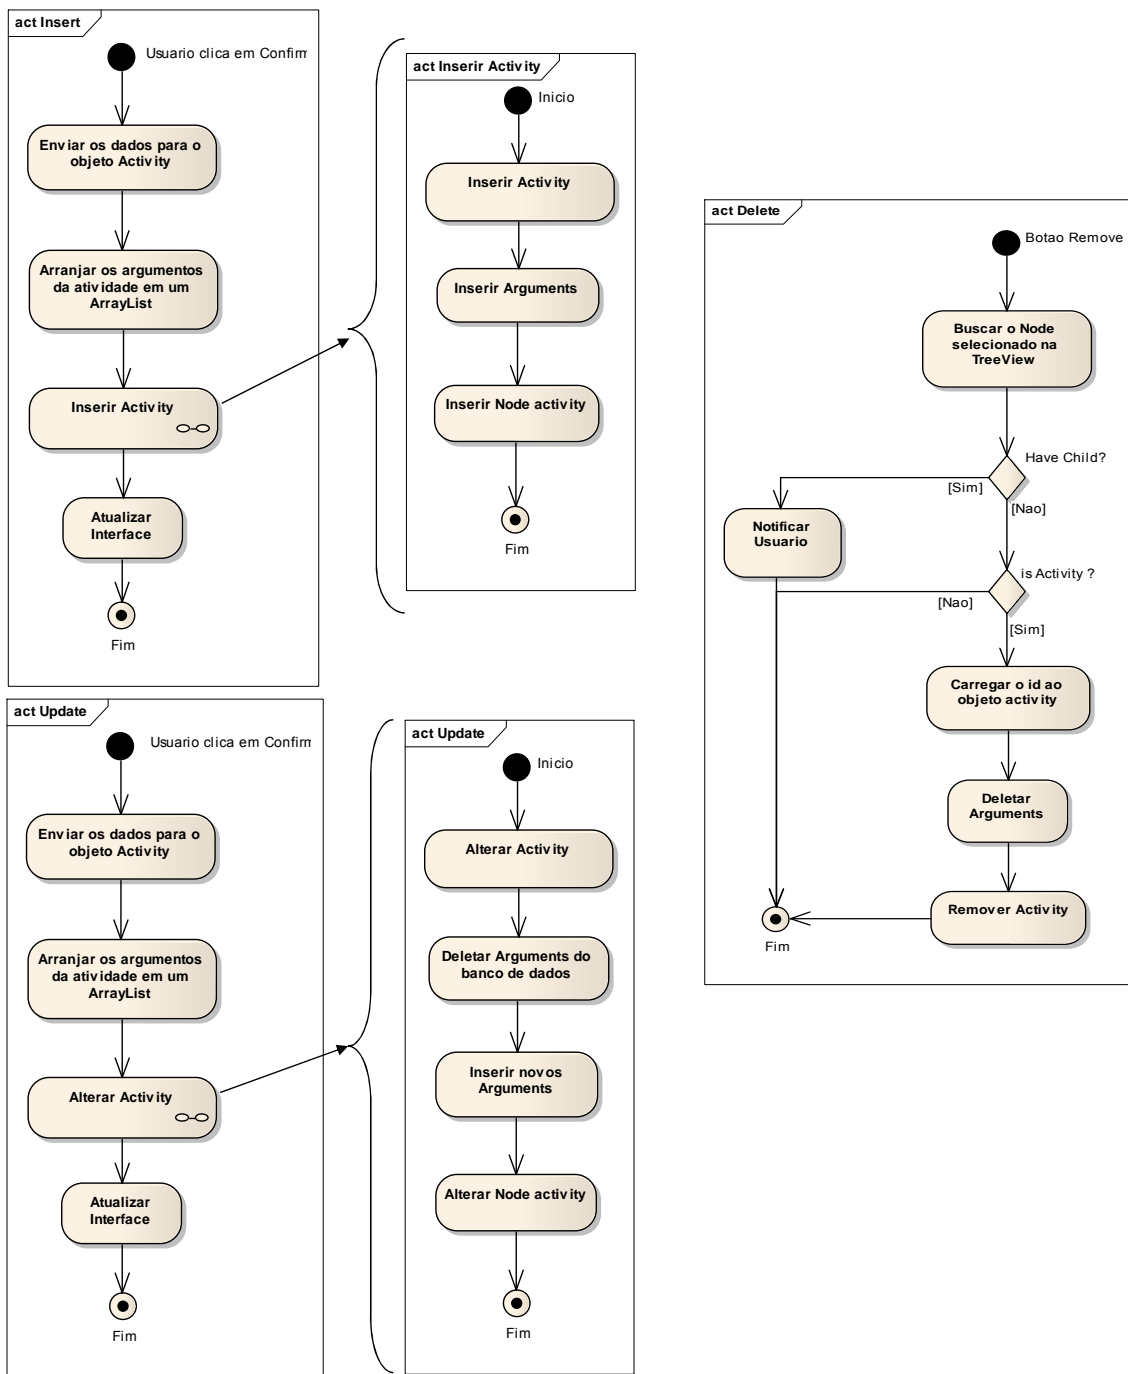 act Insert
Usuario clica em Confirm
Enviar os dados para o
objeto Activity
Arranjar os argumentos
da atividade em um
ArrayList
Inserir Activity
Atualizar
Interface
Fim
act Inserir Activity
Inicio
Inserir Activity
Inserir Arguments
Inserir Node activity
Fim
act Delete
Botao Remove
Buscar o Node
selecionado na
TreeView
Have Child?
[Sim]
[Nao]
Notificar
Usuario
is Activity ?
[Nao]
[Sim]
Carregar o id ao
objeto activity
Deletar
Arguments
Remover Activity
Fim
act Update
Usuario clica em Confirm
Enviar os dados para o
objeto Activity
Arranjar os argumentos
da atividade em um
ArrayList
Alterar Activity
Atualizar
Interface
Fim
act Update
Inicio
Alterar Activity
Deletar Arguments do
banco de dados
Inserir novos
Arguments
Alterar Node activity
Fim